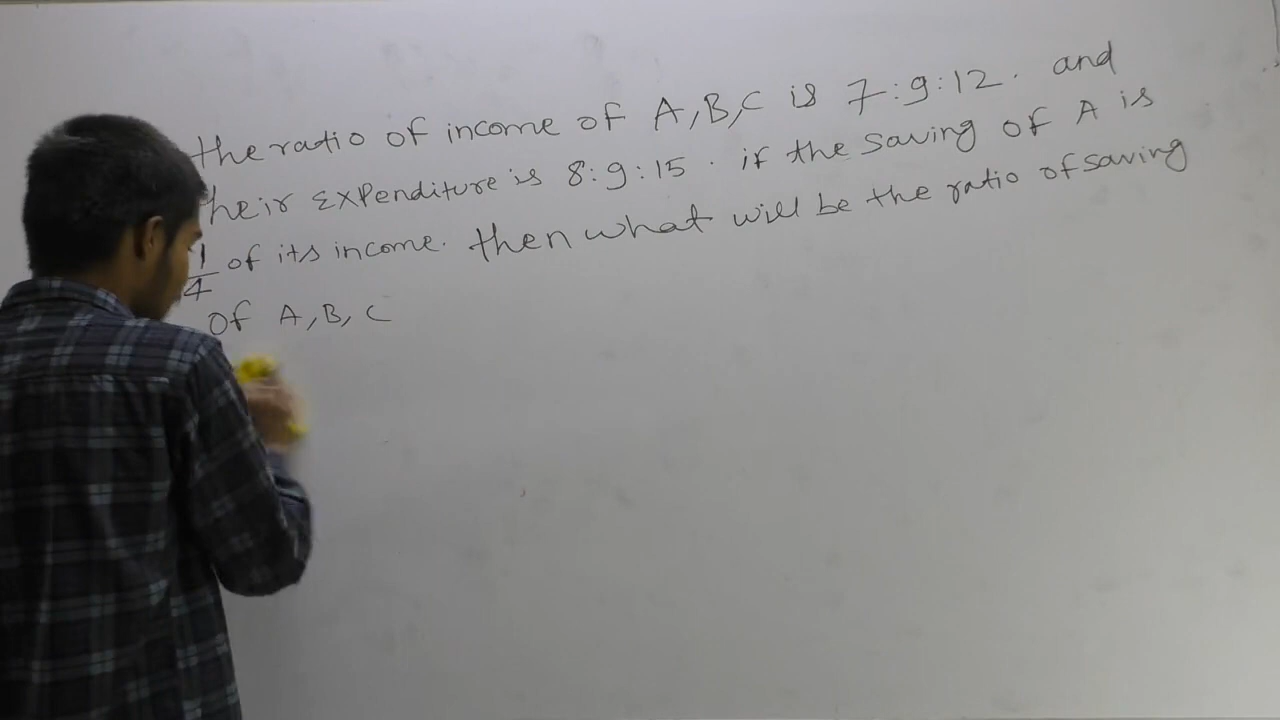 the ratio of income of A, B, C is 7:9:12. and
their Expenditure is 8:9:15. if the saving of A is
1/4 of its income. then what will be the ratio of saving
of A, B, C